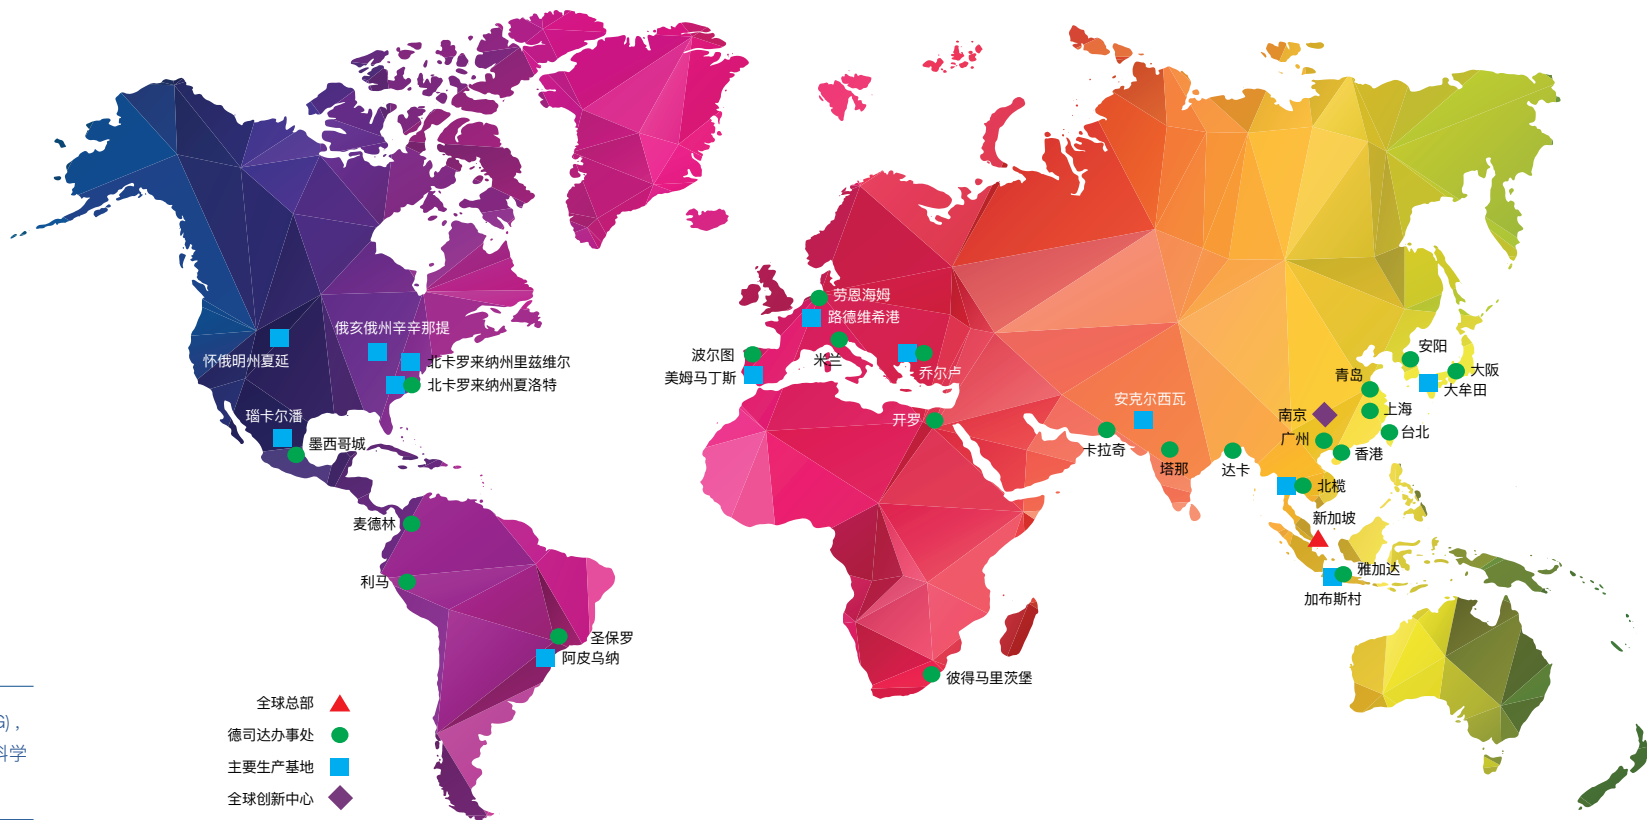 劳恩海姆
路德维希港
俄亥俄州辛辛那提
怀俄明州夏延
北卡罗来纳州里兹维尔
北卡罗来纳州夏洛特
波尔图
米兰
美姆马丁斯
乔尔卢
安阳
大阪
青岛
大牟田
瑙卡尔潘
墨西哥城
开罗
安克尔西瓦
南京
上海
广州
台北
卡拉奇
塔那
达卡
香港
北榄
麦德林
新加坡
利马
雅加达
加布斯村
圣保罗
阿皮乌纳
彼得马里茨堡
全球总部
德司达办事处
主要生产基地
全球创新中心
G) ,
科学